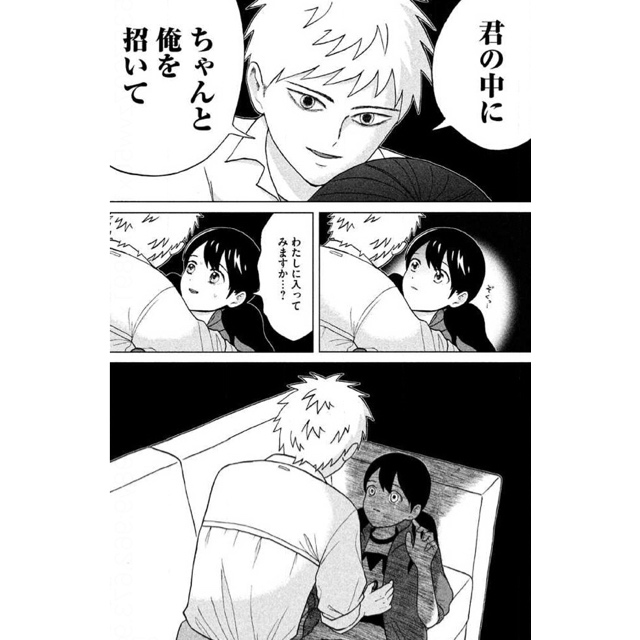 君の中に
ちゃんと
俺を
招いて
わたしに入って
みますか…?